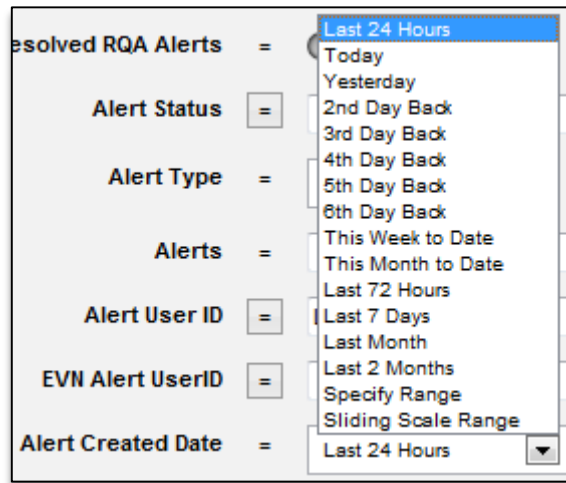 esolved RQA Alerts =
Alert Status =
Alert Type =
Alerts =
Alert User ID =
EVN Alert UserID =
Alert Created Date = Last 24 Hours
Last 24 Hours
Today
Yesterday
2nd Day Back
3rd Day Back
4th Day Back
5th Day Back
6th Day Back
This Week to Date
This Month to Date
Last 72 Hours
Last 7 Days
Last Month
Last 2 Months
Specify Range
Sliding Scale Range